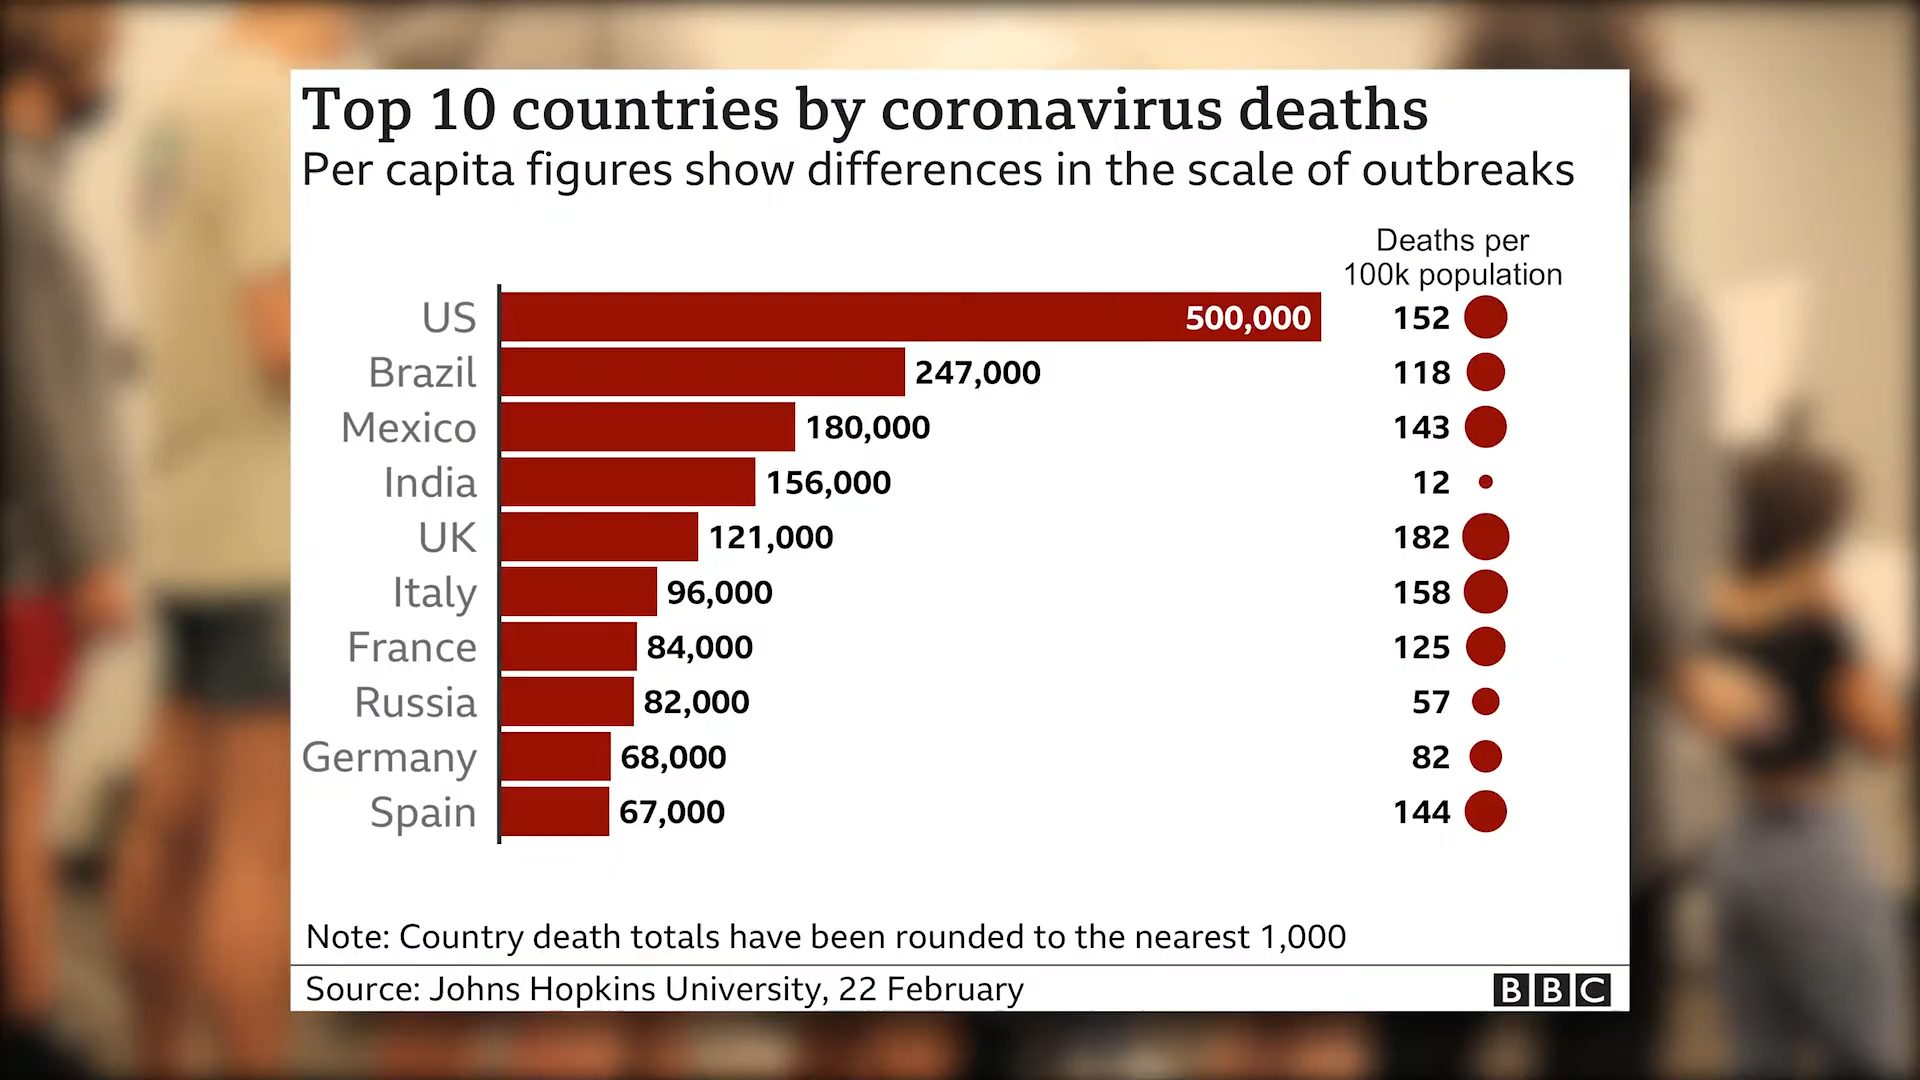 Top 10 countries by coronavirus deaths
Per capita figures show differences in the scale of outbreaks
Deaths per
100k population
US 500,000 152
Brazil 247,000 118
Mexico 180,000 143
India 156,000 12
UK 121,000 182
Italy 96,000 158
France 84,000 125
Russia 82,000 57
Germany 68,000 82
Spain 67,000 144
Note: Country death totals have been rounded to the nearest 1,000
Source: Johns Hopkins University, 22 February
BBC